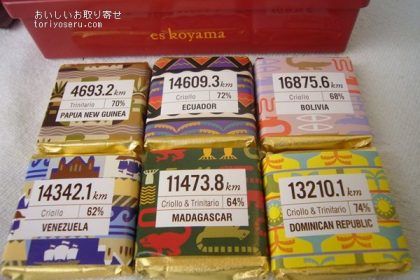 おいしいお取り寄せ
toriyoseru.com
es koyama
4693.2 km
Trinitario 70%
PAPUA NEW GUINEA
14609.3 km
Criollo 72%
ECUADOR
16875.6 km
Criollo 68%
BOLIVIA
14342.1 km
Criollo 62%
VENEZUELA
11473.8 km
Criollo & Trinitario 64%
MADAGASCAR
13210.1 km
Criollo & Trinitario 74%
DOMINICAN REPUBLIC